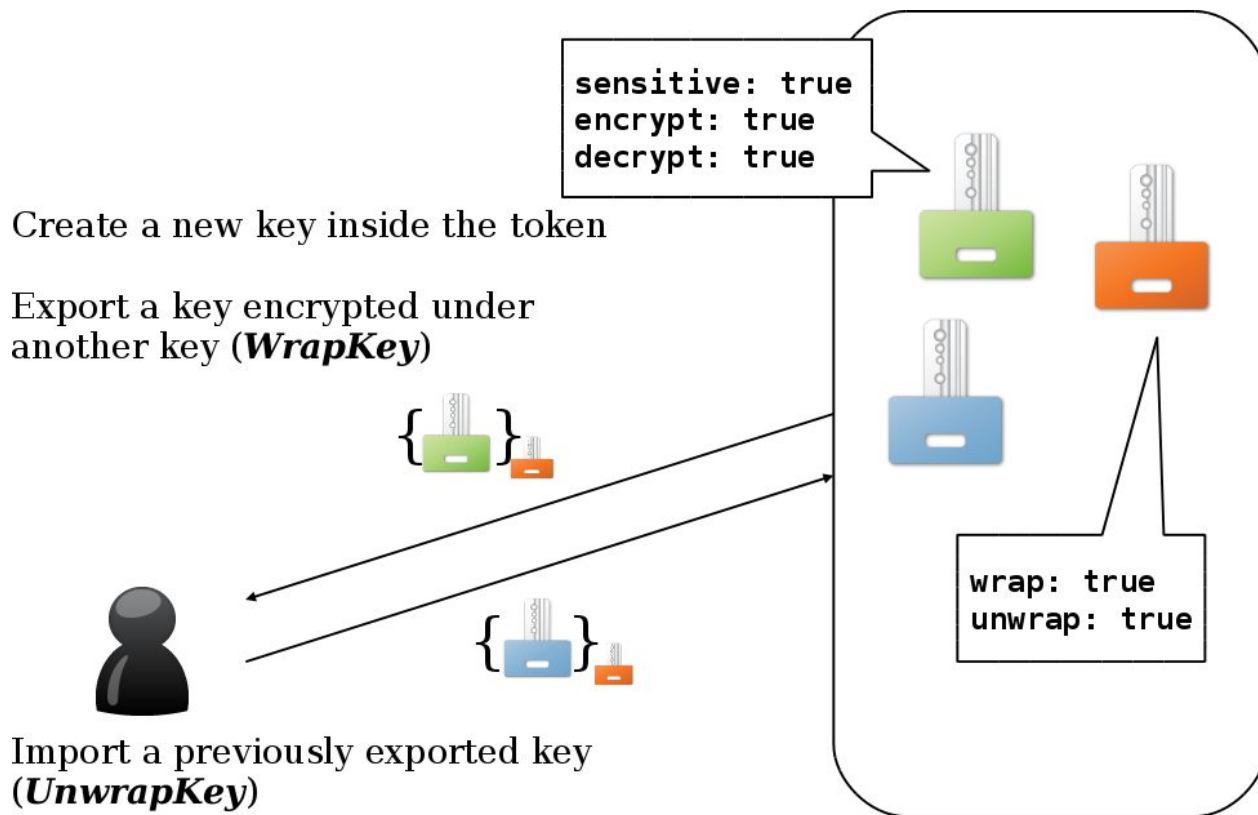 sensitive: true
encrypt: true
decrypt: true
Create a new key inside the token
Export a key encrypted under
another key (WrapKey)
{ }
{ }
wrap: true
unwrap: true
Import a previously exported key
(UnwrapKey)